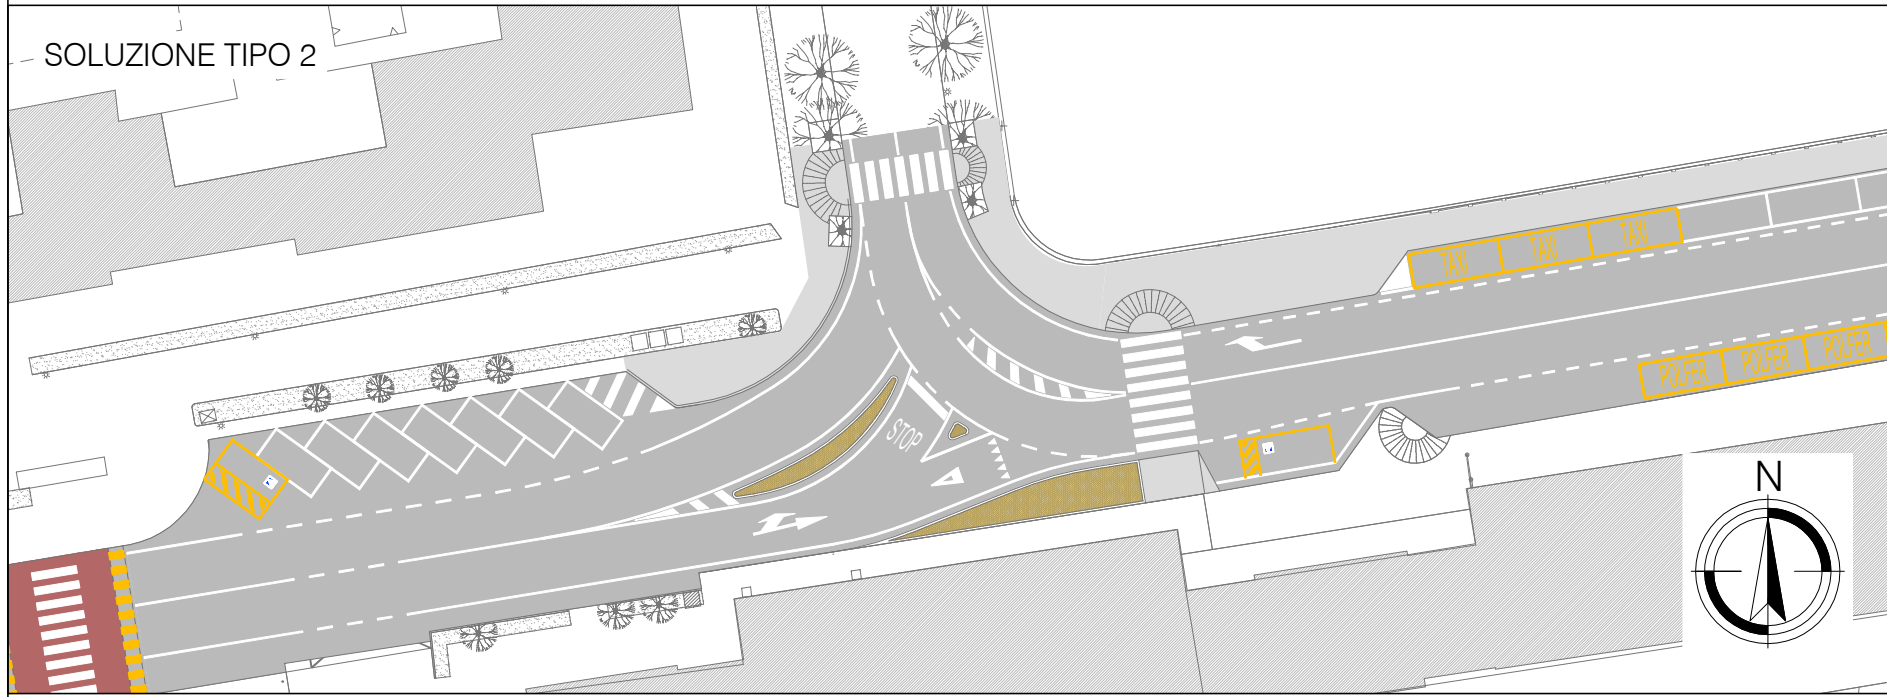 SOLUZIONE TIPO 2
TAXI TAXI TAXI
POLFER POLFER POLFER
STOP
N